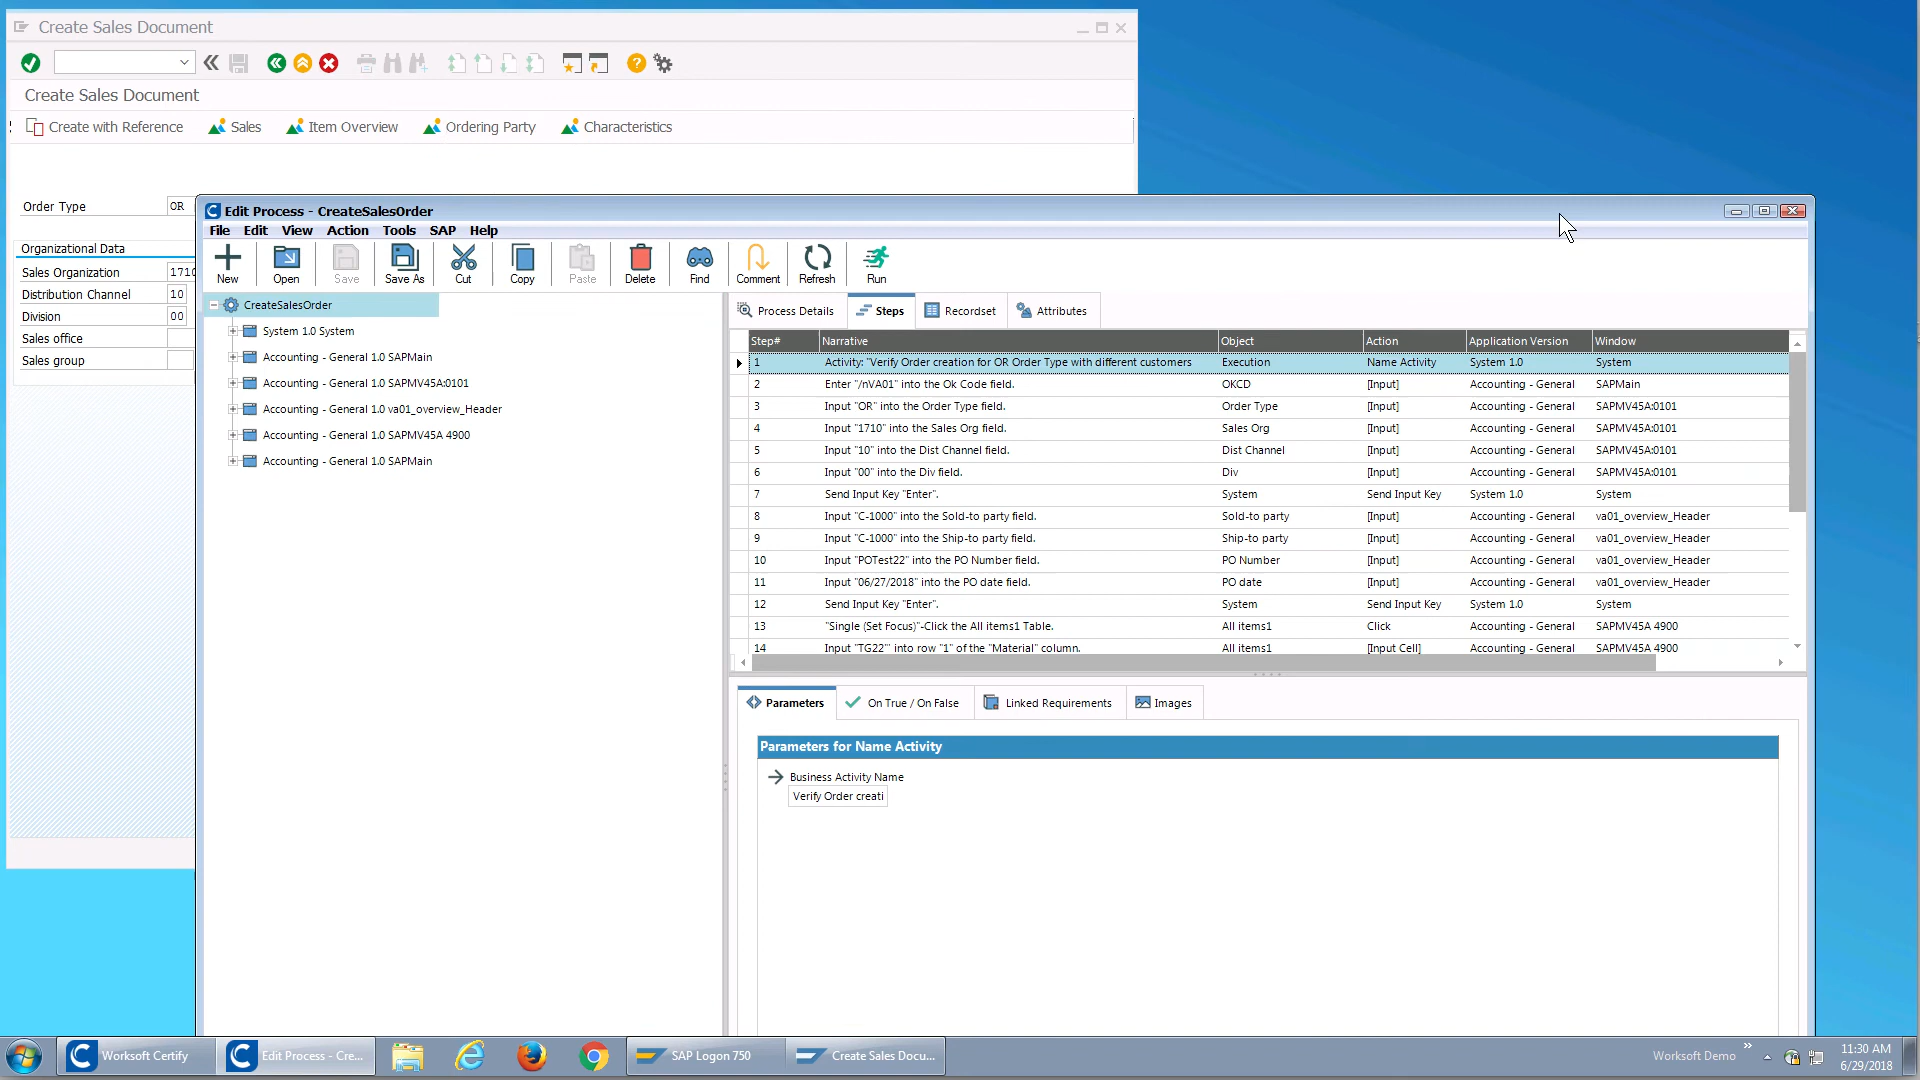 Create Sales Document
Create Sales Document
Create with Reference Sales Item Overview Ordering Party Characteristics
Order Type OR
Organizational Data
Sales Organization 1710
Distribution Channel 10
Division 00
Sales office
Sales group
Edit Process - CreateSalesOrder
File Edit View Action Tools SAP Help
New Open Save Save As Cut Copy Paste Delete Find Comment Refresh Run
CreateSalesOrder
System 1.0 System
Accounting - General 1.0 SAPMain
Accounting - General 1.0 SAPMV45A:0101
Accounting - General 1.0 va01_overview_Header
Accounting - General 1.0 SAPMV45A 4900
Accounting - General 1.0 SAPMain
Process Details Steps Recordset Attributes
Step# Narrative Object Action Application Version Window
1 Activity: "Verify Order creation for OR Order Type with different customers Execution Name Activity System 1.0 System
2 Enter "/nVA01" into the Ok Code field. OKCD [Input] Accounting - General SAPMain
3 Input "OR" into the Order Type field. Order Type [Input] Accounting - General SAPMV45A:0101
4 Input "1710" into the Sales Org field. Sales Org [Input] Accounting - General SAPMV45A:0101
5 Input "10" into the Dist Channel field. Dist Channel [Input] Accounting - General SAPMV45A:0101
6 Input "00" into the Div field. Div [Input] Accounting - General SAPMV45A:0101
7 Send Input Key "Enter". System Send Input Key System 1.0 System
8 Input "C-1000" into the Sold-to party field. Sold-to party [Input] Accounting - General va01_overview_Header
9 Input "C-1000" into the Ship-to party field. Ship-to party [Input] Accounting - General va01_overview_Header
10 Input "POTest22" into the PO Number field. PO Number [Input] Accounting - General va01_overview_Header
11 Input "06/27/2018" into the PO date field. PO date [Input] Accounting - General va01_overview_Header
12 Send Input Key "Enter". System Send Input Key System 1.0 System
13 "Single (Set Focus)"-Click the All items1 Table. All items1 Click Accounting - General SAPMV45A 4900
14 Input "TG22"" into row "1" of the "Material" column. All items1 [Input Cell] Accounting - General SAPMV45A 4900
Parameters On True / On False Linked Requirements Images
Parameters for Name Activity
Business Activity Name
Verify Order creati
Worksoft Certify Edit Process - Cre... SAP Logon 750 Create Sales Docu... Worksoft Demo 11:30 AM
6/29/2018